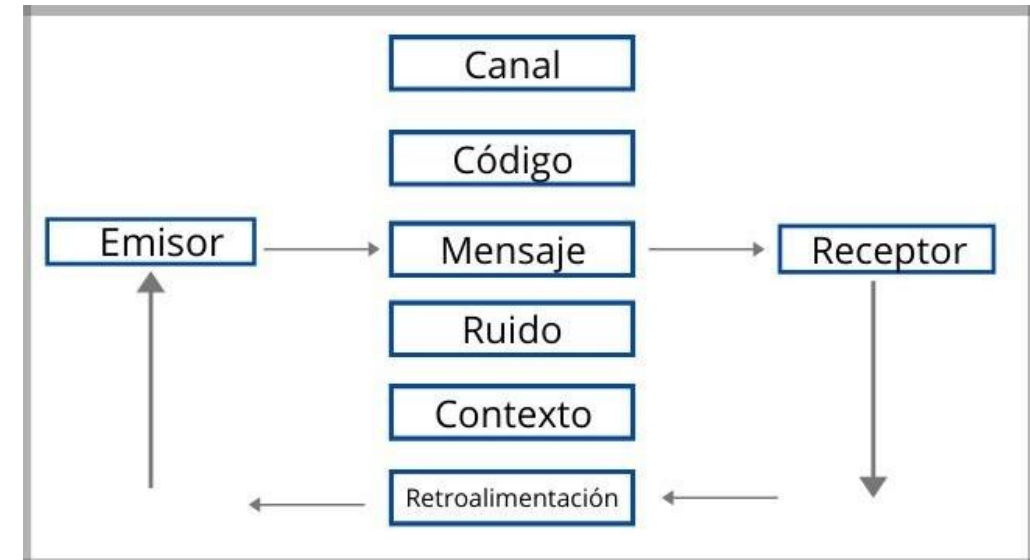 Canal
Código
Emisor
Mensaje
Receptor
Ruido
Contexto
Retroalimentación